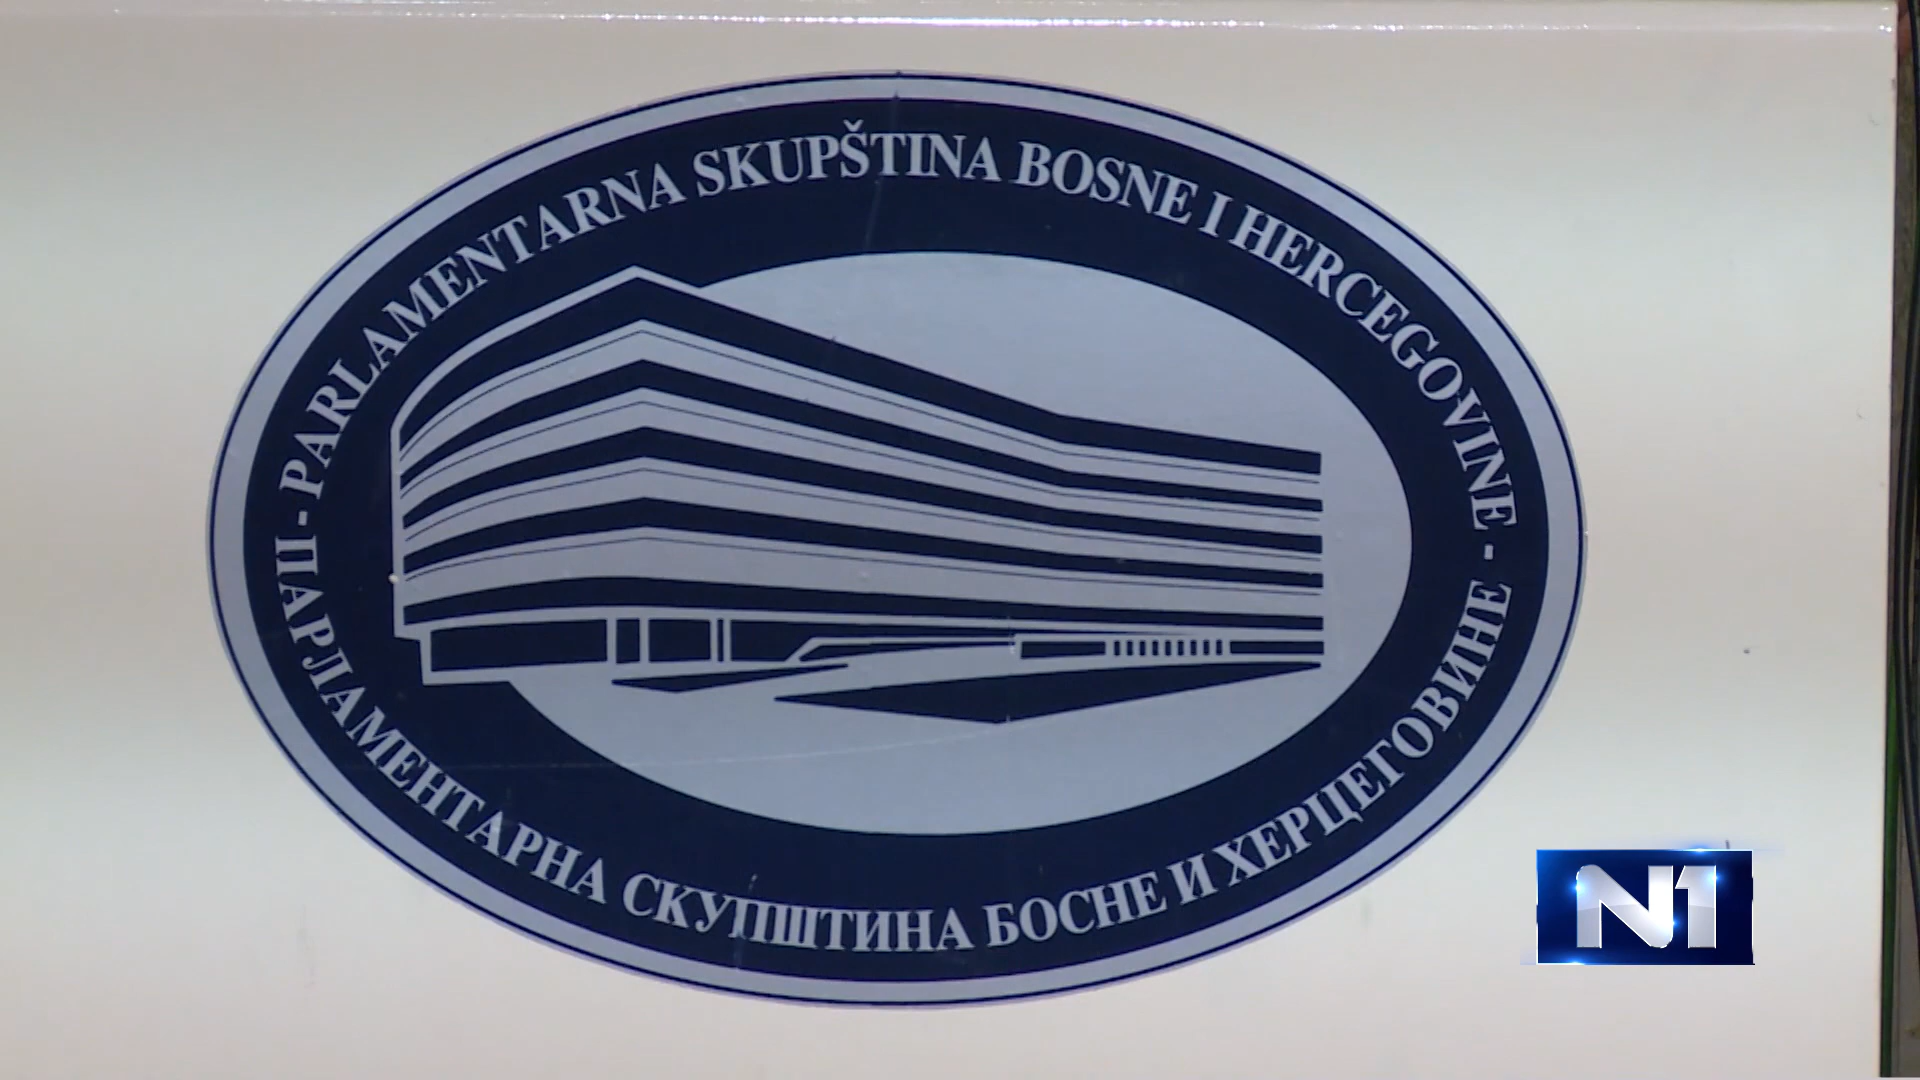 PARLAMENTARNA SKUPŠTINA BOSNE I HERCEGOVINE -
ПАРЛАМЕНТАРНА СКУПШТИНА БОСНЕ И ХЕРЦЕГОВИНЕ -
N1